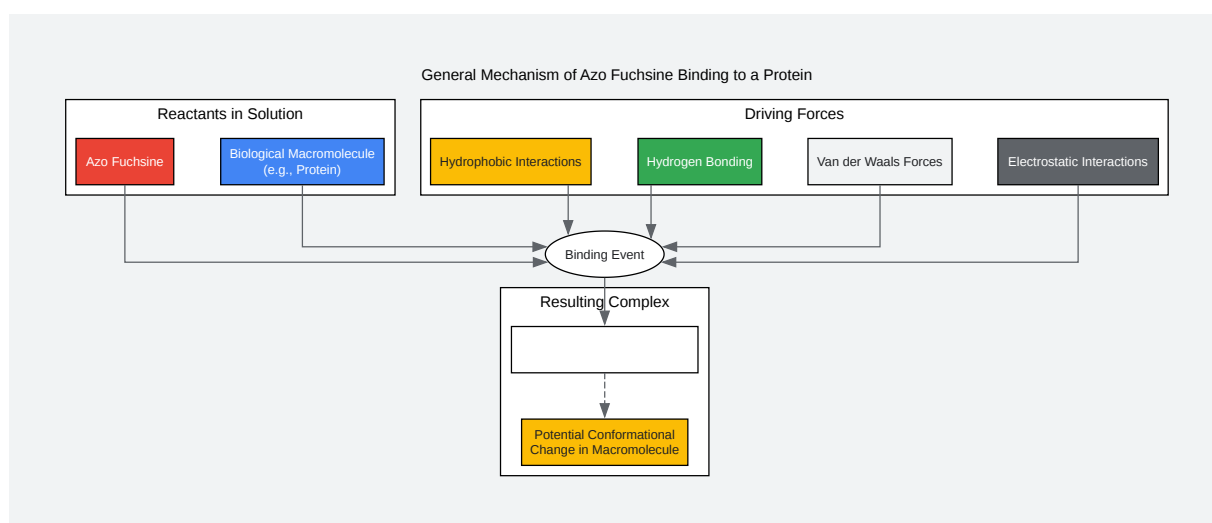 General Mechanism of Azo Fuchsine Binding to a Protein
Reactants in Solution
Driving Forces
Azo Fuchsine
Biological Macromolecule
(e.g., Protein)
Hydrophobic Interactions
Hydrogen Bonding
Van der Waals Forces
Electrostatic Interactions
Binding Event
Resulting Complex
Potential Conformational
Change in Macromolecule